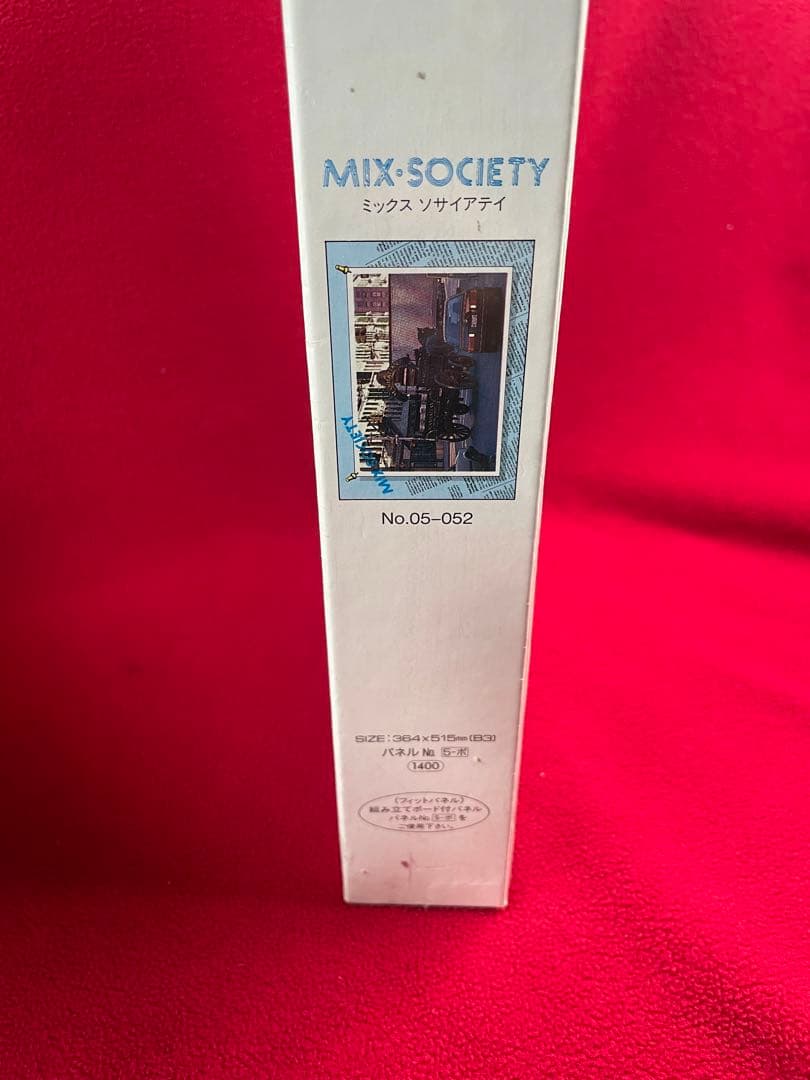 MIX·SOCIETY
ミックス ソサイアテイ
MIX·SOCIETY
No.05-052
SIZE:364×515mm(B3)
パネル No. 5-ボ
1400
(フィットパネル)
組み立てボード付パネル
パネルNo. 5-ボ を
ご使用下さい。